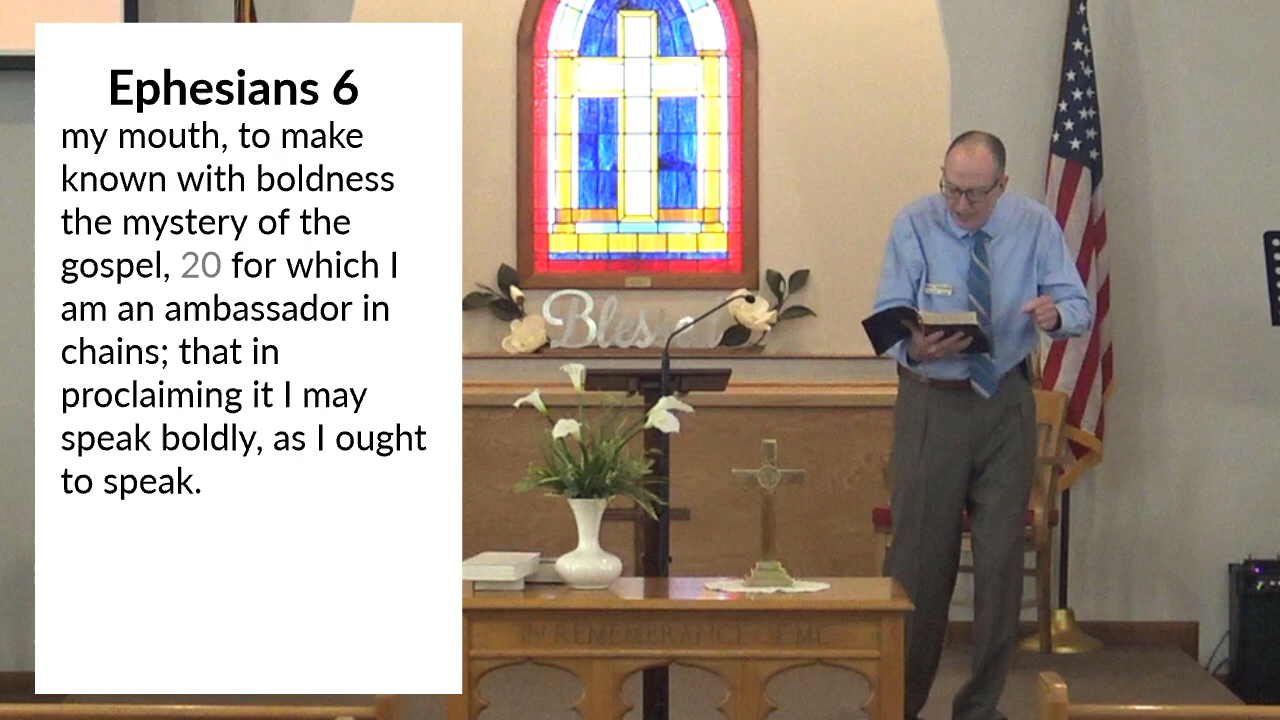 Ephesians 6
my mouth, to make
known with boldness
the mystery of the
gospel, 20 for which I
am an ambassador in
chains; that in
proclaiming it I may
speak boldly, as I ought
to speak.
Blessed
IN REMEMBRANCE OF ME